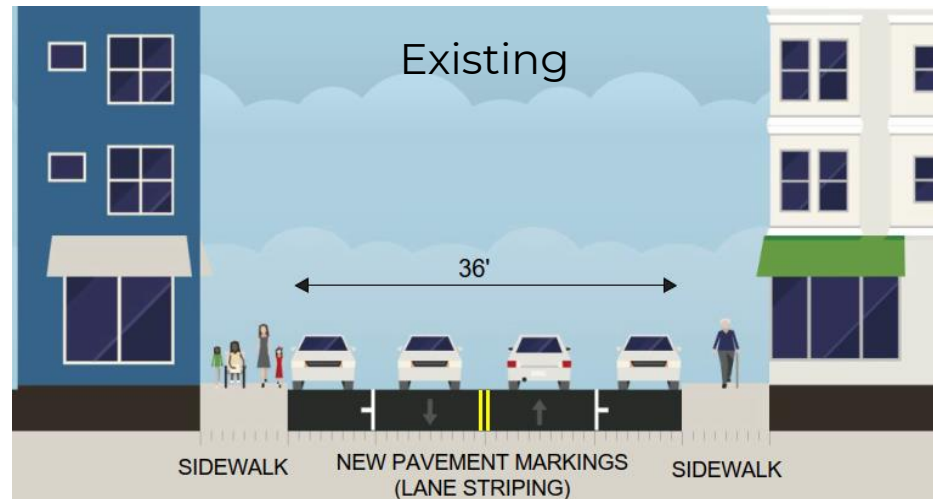 Existing
36'
SIDEWALK
NEW PAVEMENT MARKINGS
(LANE STRIPING)
SIDEWALK